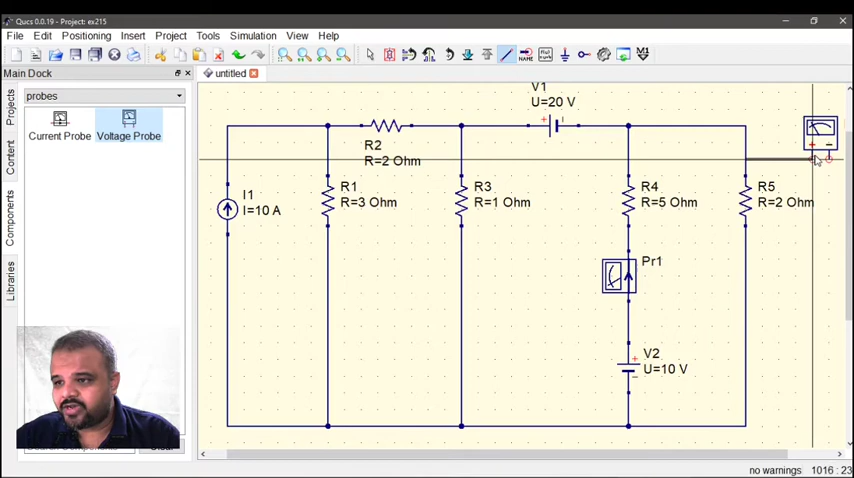 Qucs 0.0.19 - Project: ex215
File Edit Positioning Insert Project Tools Simulation View Help
NAME
M1
Main Dock
untitled
probes
Projects
Content
Components
Libraries
Current Probe
Voltage Probe
V1
U=20 V
R2
R=2 Ohm
I1
I=10 A
R1
R=3 Ohm
R3
R=1 Ohm
R4
R=5 Ohm
R5
R=2 Ohm
Pr1
V2
U=10 V
no warnings 1016 : 23